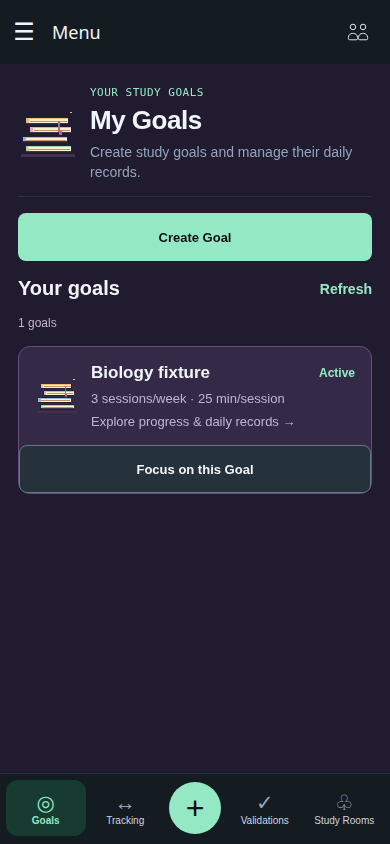 Menu
YOUR STUDY GOALS
My Goals
Create study goals and manage their daily
records.
Create Goal
Your goals
Refresh
1 goals
Biology fixture
Active
3 sessions/week · 25 min/session
Explore progress & daily records →
Focus on this Goal
Goals
Tracking
Validations
Study Rooms